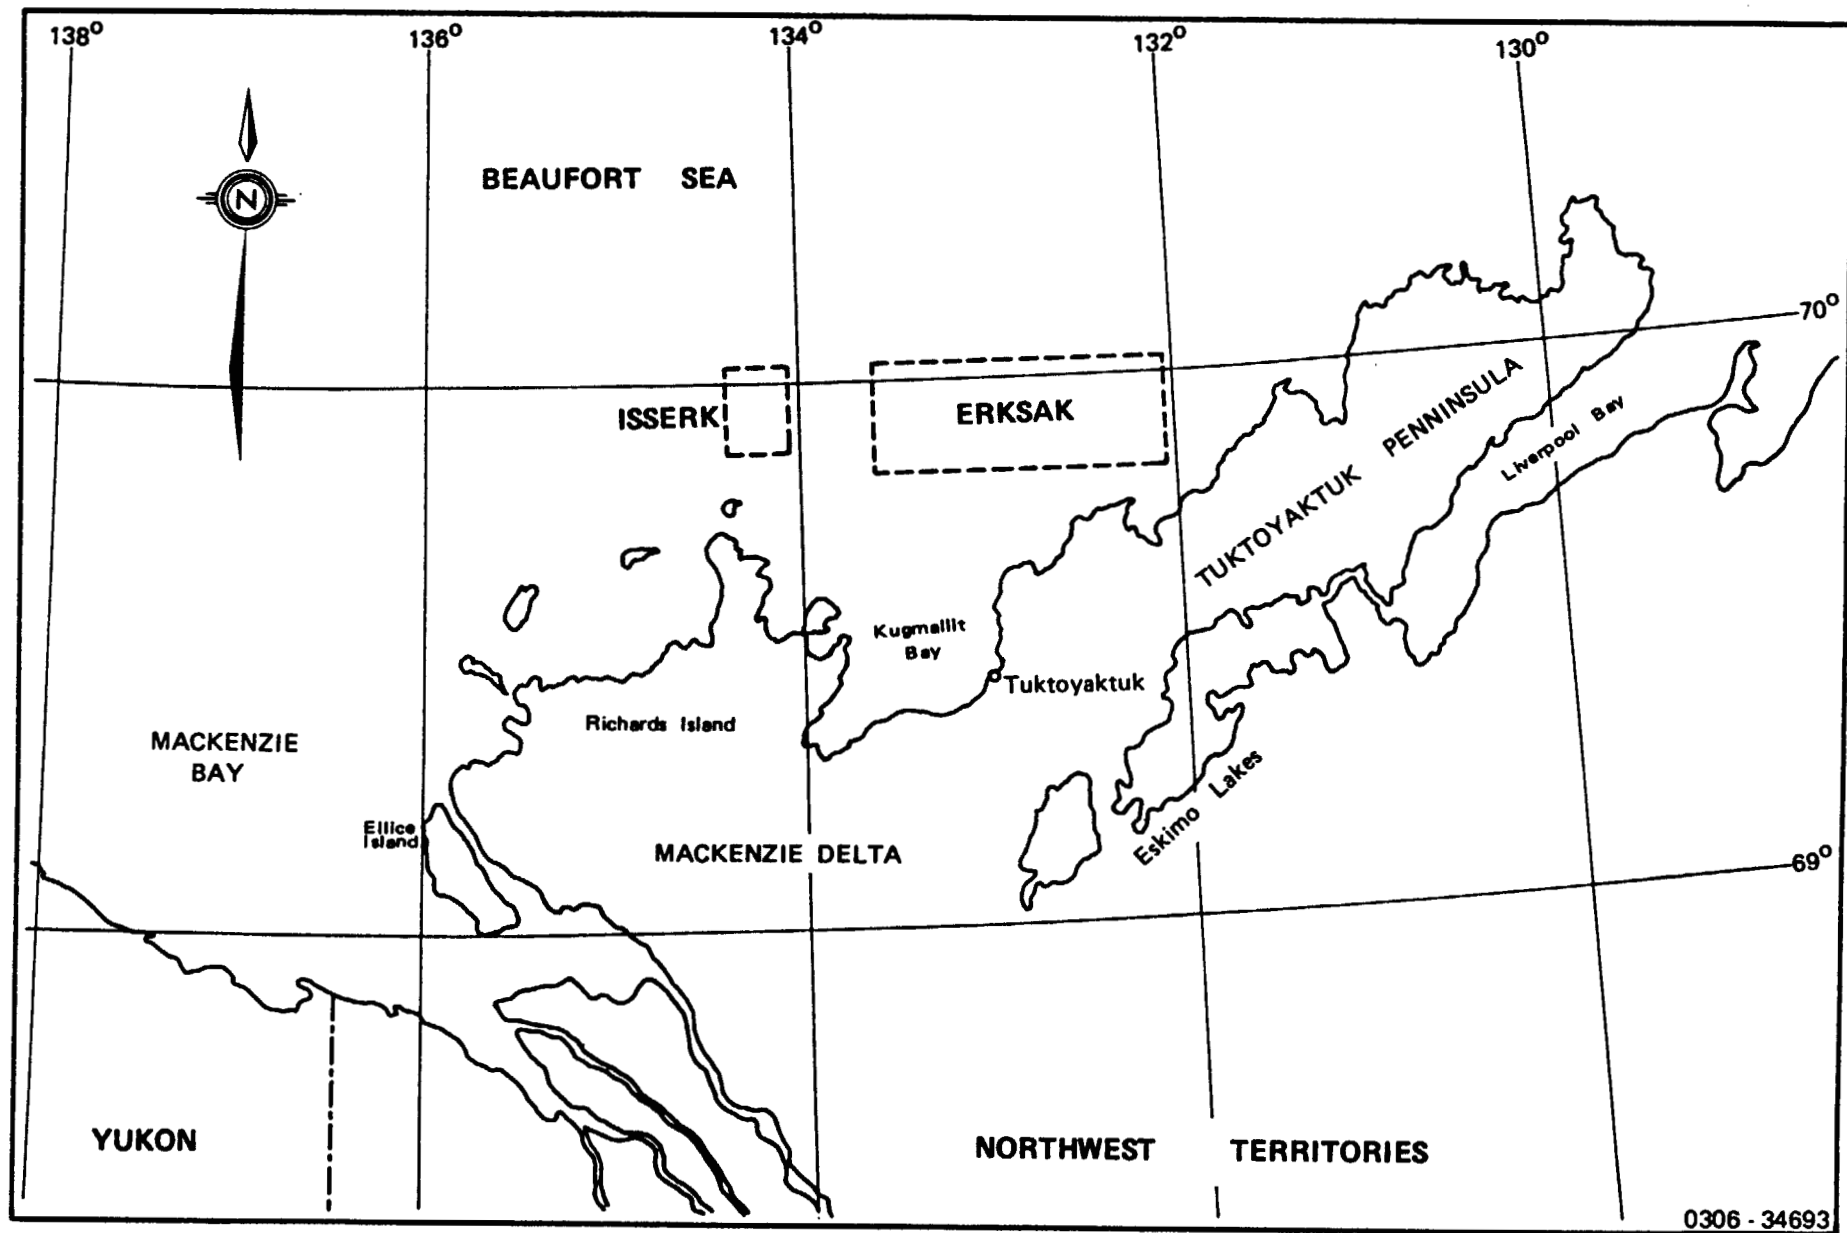 138° 136° 134° 132° 130°
N
BEAUFORT SEA
70°
ISSERK
ERKSAK
TUKTOYAKTUK PENNINSULA
Liverpool Bay
Kugmallit
Bay
Tuktoyaktuk
Richards Island
MACKENZIE
BAY
Eskimo Lakes
Ellice
Island
MACKENZIE DELTA
69°
YUKON
NORTHWEST TERRITORIES
0306 - 34693